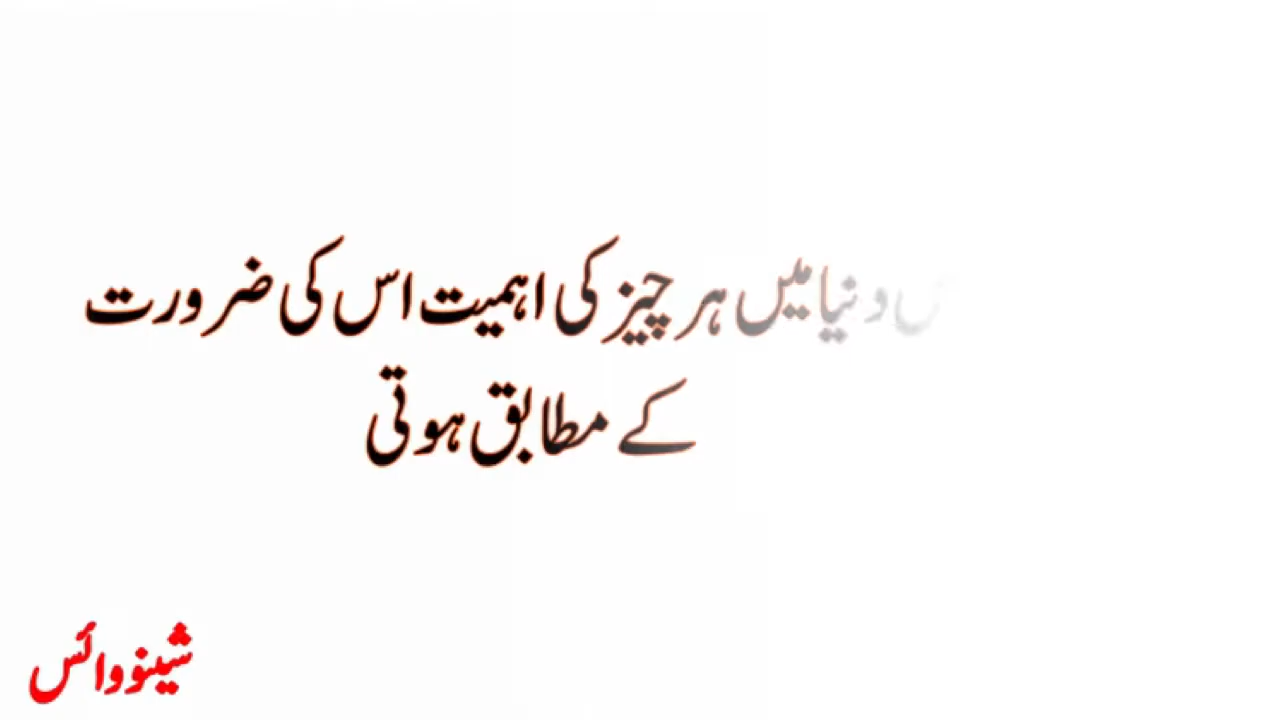 دنیا میں ہر چیز کی اہمیت اس کی ضرورت
کے مطابق ہوتی
شینو وائس